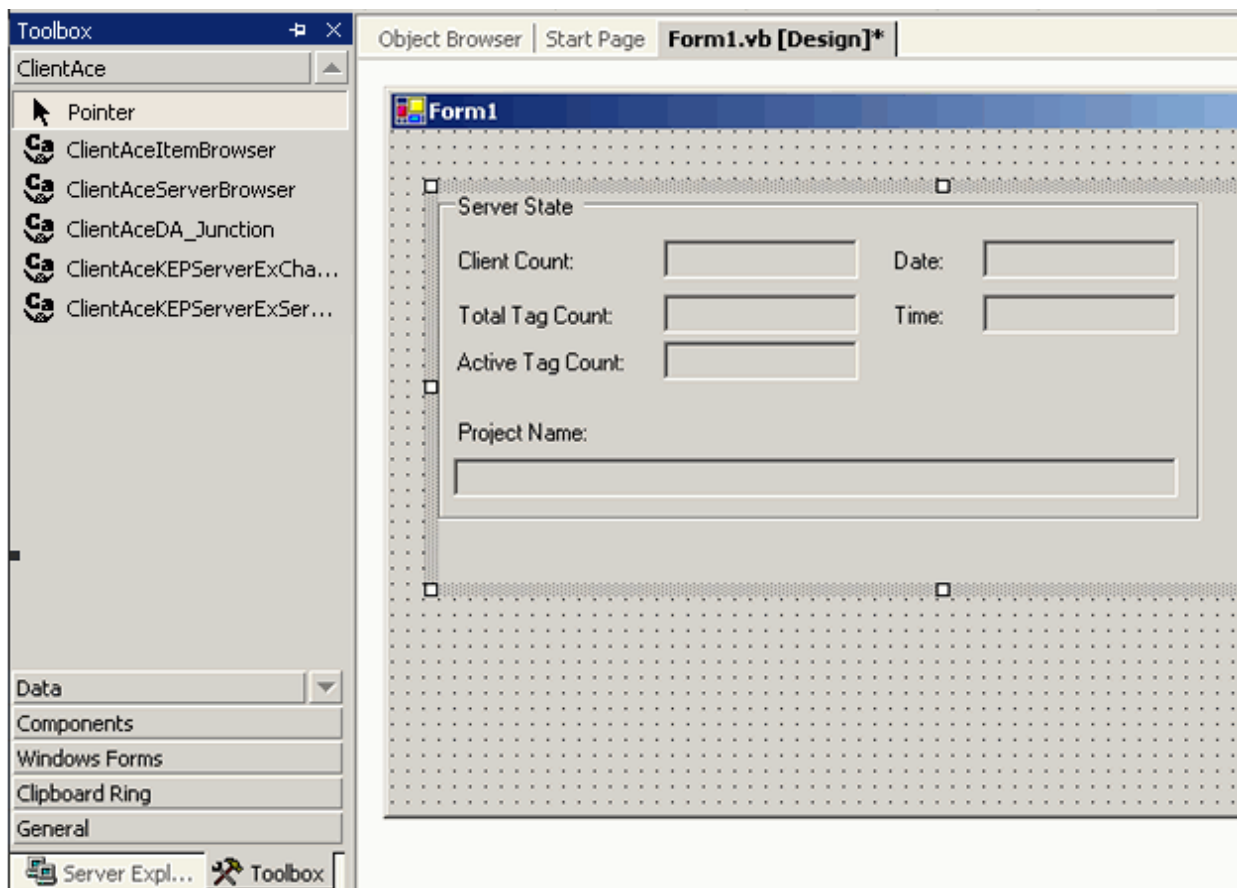 Toolbox
ClientAce
Pointer
ClientAceItemBrowser
ClientAceServerBrowser
ClientAceDA_Junction
ClientAceKEPServerExCha...
ClientAceKEPServerExSer...
Data
Components
Windows Forms
Clipboard Ring
General
Server Expl...
Toolbox
Object Browser
Start Page
Form1.vb [Design]*
Form1
Server State
Client Count:
Date:
Total Tag Count:
Time:
Active Tag Count:
Project Name: